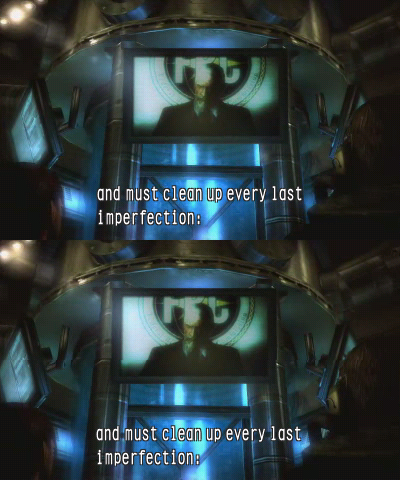 and must clean up every last
imperfection:
and must clean up every last
imperfection: